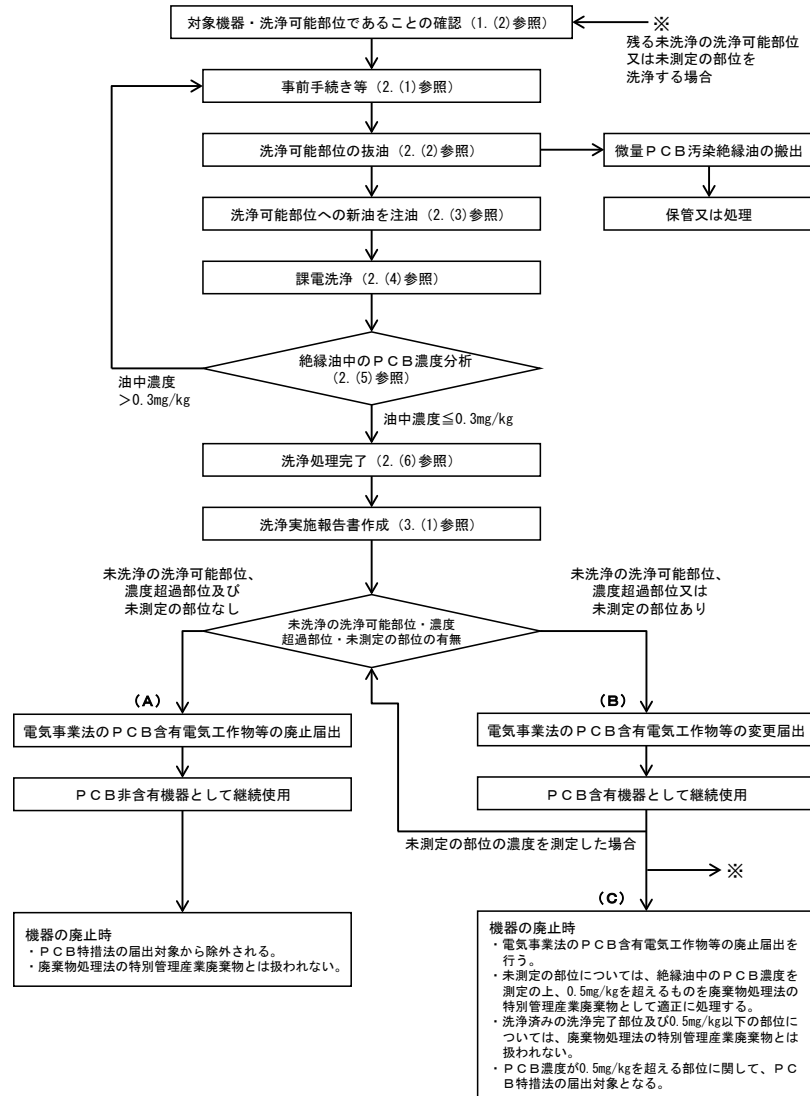 対象機器・洗浄可能部位であることの確認（1.(2)参照）
※
残る未洗浄の洗浄可能部位
又は未測定の部位を
洗浄する場合
事前手続き等（2.(1)参照）
洗浄可能部位の抜油（2.(2)参照）
微量ＰＣＢ汚染絶縁油の搬出
洗浄可能部位への新油を注油（2.(3)参照）
保管又は処理
課電洗浄（2.(4)参照）
絶縁油中のＰＣＢ濃度分析
（2.(5)参照）
油中濃度
＞0.3mg/kg
油中濃度≦0.3mg/kg
洗浄処理完了（2.(6)参照）
洗浄実施報告書作成（3.(1)参照）
未洗浄の洗浄可能部位、
濃度超過部位及び
未測定の部位なし
未洗浄の洗浄可能部位、
濃度超過部位又は
未測定の部位あり
未洗浄の洗浄可能部位・濃度
超過部位・未測定の部位の有無
（A）
（B）
電気事業法のＰＣＢ含有電気工作物等の廃止届出
電気事業法のＰＣＢ含有電気工作物等の変更届出
ＰＣＢ非含有機器として継続使用
ＰＣＢ含有機器として継続使用
未測定の部位の濃度を測定した場合
※
（C）
機器の廃止時
・ＰＣＢ特措法の届出対象から除外される。
・廃棄物処理法の特別管理産業廃棄物とは扱われない。
機器の廃止時
・電気事業法のＰＣＢ含有電気工作物等の廃止届出を
行う。
・未測定の部位については、絶縁油中のＰＣＢ濃度を
測定の上、0.5mg/kgを超えるものを廃棄物処理法の
特別管理産業廃棄物として適正に処理する。
・洗浄済みの洗浄完了部位及び0.5mg/kg以下の部位に
ついては、廃棄物処理法の特別管理産業廃棄物とは
扱われない。
・ＰＣＢ濃度が0.5mg/kgを超える部位に関して、ＰＣ
Ｂ特措法の届出対象となる。